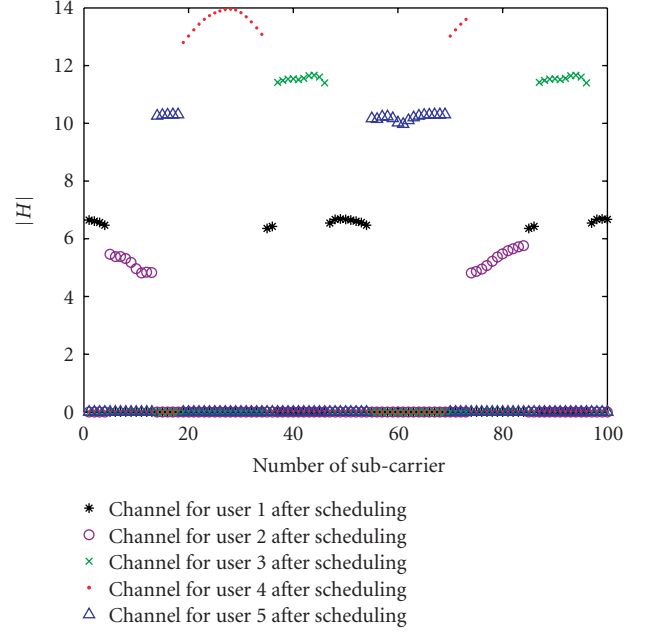 14
12
10
8
6
4
2
0
|H|
0 20 40 60 80 100
Number of sub-carrier
Channel for user 1 after scheduling
Channel for user 2 after scheduling
Channel for user 3 after scheduling
Channel for user 4 after scheduling
Channel for user 5 after scheduling